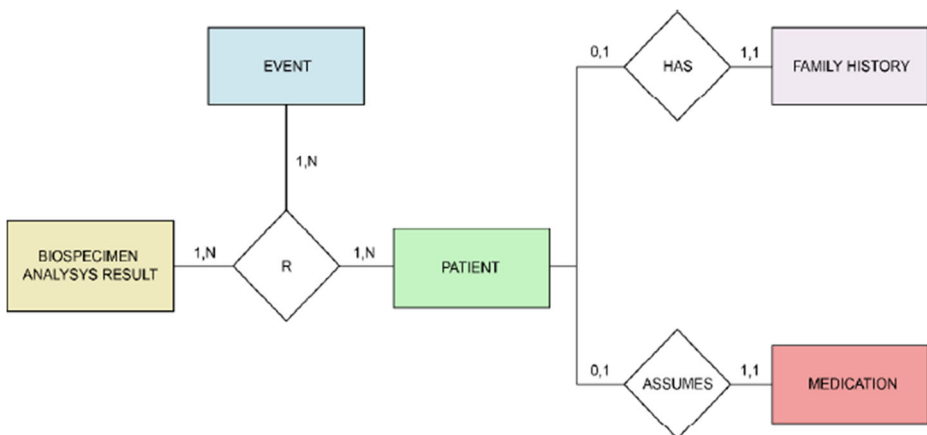 EVENT
0,1
HAS
1,1
FAMILY HISTORY
1,N
BIOSPECIMEN
ANALYSYS RESULT
1,N
R
1,N
PATIENT
0,1
ASSUMES
1,1
MEDICATION